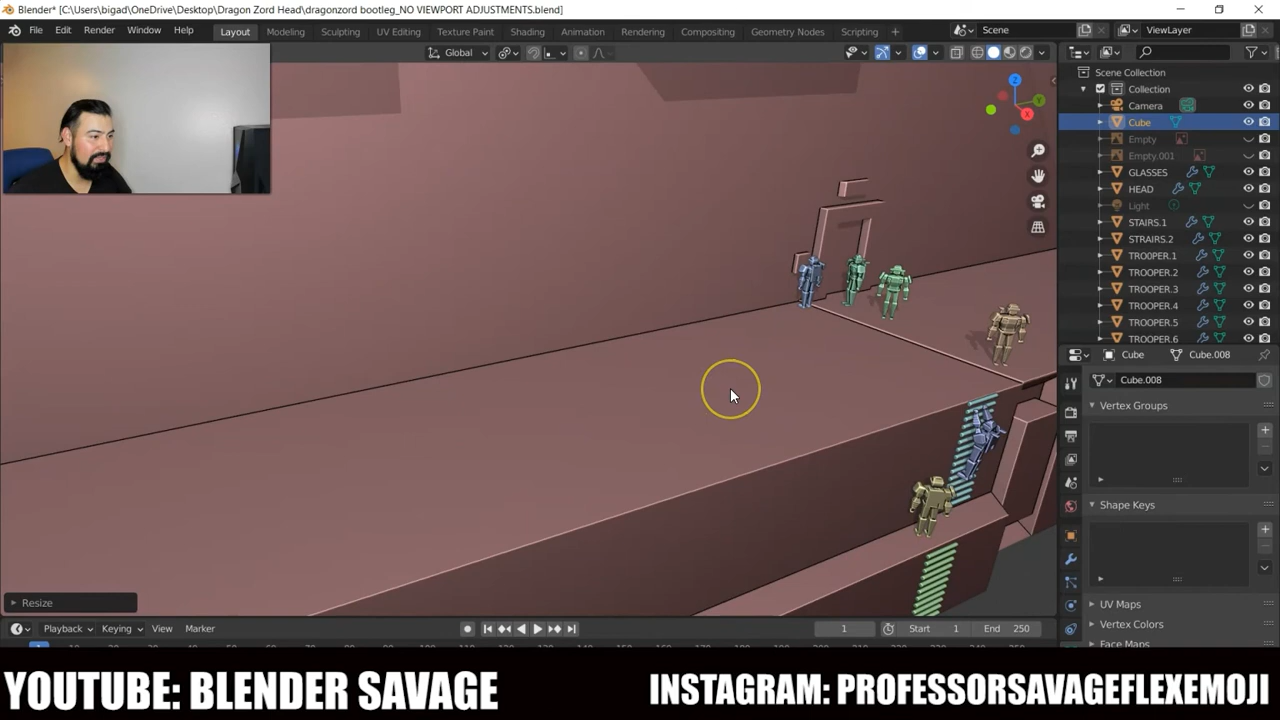 Blender* [C:\Users\bigad\OneDrive\Desktop\Dragon Zord Head\dragonzord bootleg_NO VIEWPORT ADJUSTMENTS.blend]
File Edit Render Window Help Layout Modeling Sculpting UV Editing Texture Paint Shading Animation Rendering Compositing Geometry Nodes Scripting + Scene ViewLayer
Global
Z
Y
X
Scene Collection
Collection
Camera
Cube
Empty
Empty.001
GLASSES
HEAD
Light
STAIRS.1
STRAIRS.2
TROOPER.1
TROOPER.2
TROOPER.3
TROOPER.4
TROOPER.5
TROOPER.6
Cube Cube.008
Cube.008
Vertex Groups
Shape Keys
UV Maps
Vertex Colors
Face Maps
Resize
Playback Keying View Marker 1 Start 1 End 250
1
YOUTUBE: BLENDER SAVAGE
INSTAGRAM: PROFESSORSAVAGEFLEXEMOJI